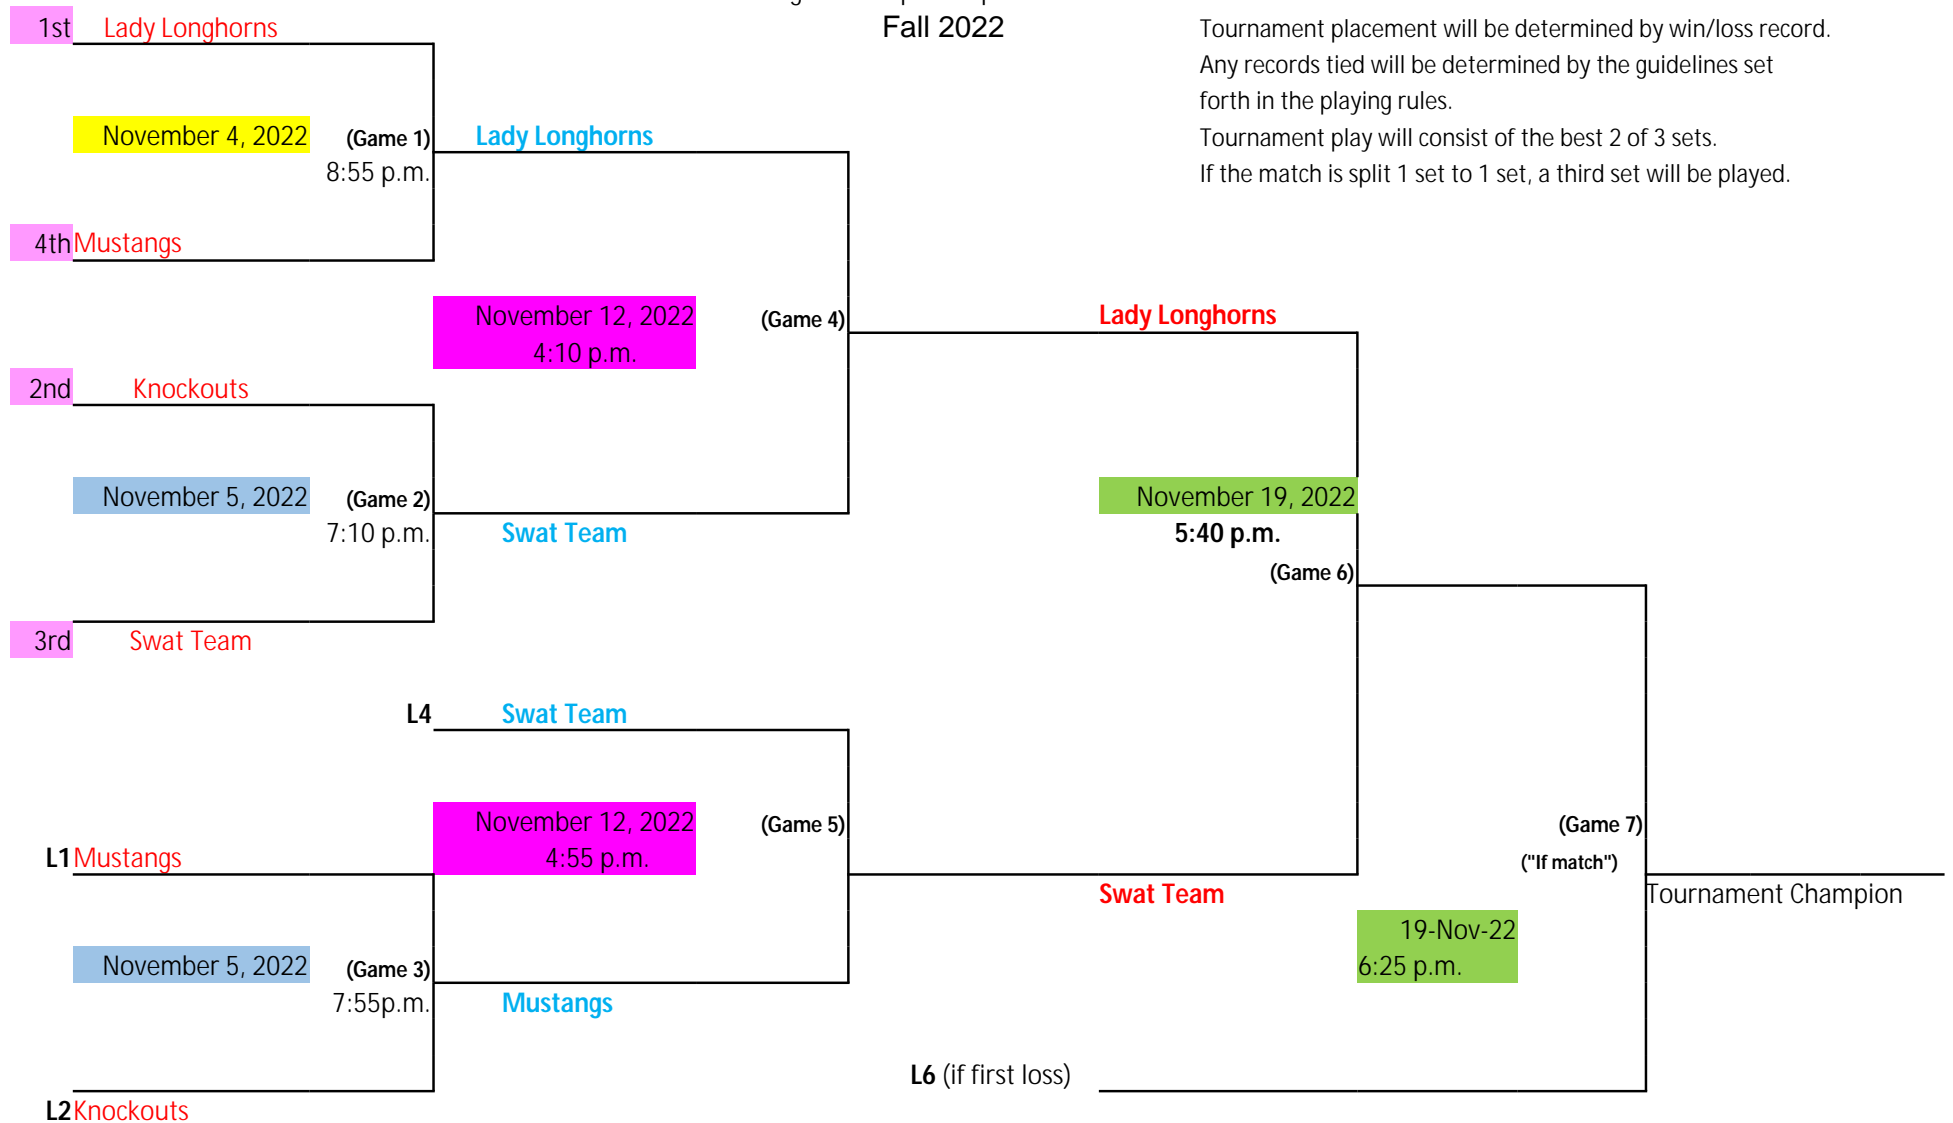 Fall 2022
1st Lady Longhorns
Tournament placement will be determined by win/loss record.
Any records tied will be determined by the guidelines set
forth in the playing rules.
November 4, 2022 (Game 1) Lady Longhorns
Tournament play will consist of the best 2 of 3 sets.
8:55 p.m.
If the match is split 1 set to 1 set, a third set will be played.
4th Mustangs
November 12, 2022 (Game 4) Lady Longhorns
4:10 p.m.
2nd Knockouts
November 5, 2022 (Game 2)
November 19, 2022
7:10 p.m. Swat Team
5:40 p.m.
(Game 6)
3rd Swat Team
L4 Swat Team
November 12, 2022 (Game 5)
(Game 7)
L1 Mustangs
4:55 p.m.
("If match")
Swat Team
Tournament Champion
19-Nov-22
November 5, 2022 (Game 3)
6:25 p.m.
7:55p.m. Mustangs
L6 (if first loss)
L2 Knockouts